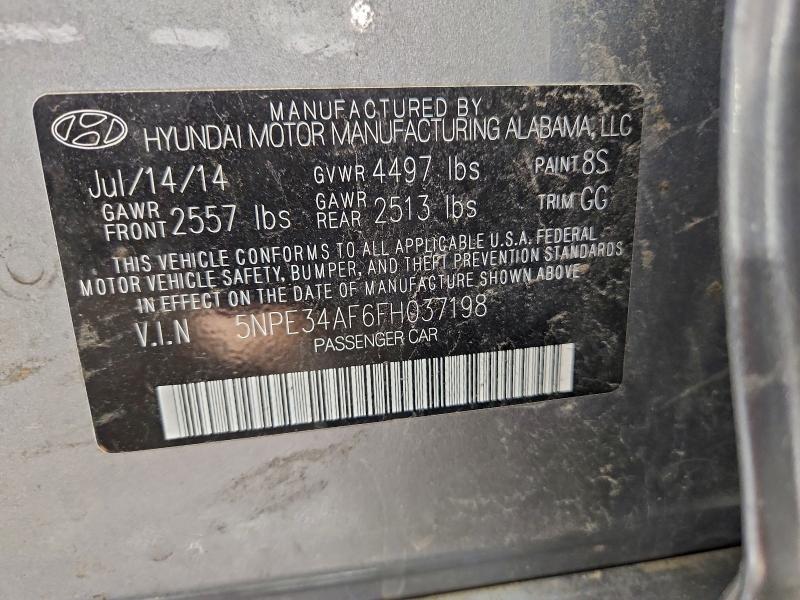 MANUFACTURED BY
HYUNDAI MOTOR MANUFACTURING ALABAMA, LLC
Jul/14/14 GVWR 4497 lbs PAINT 8S
GAWR FRONT 2557 lbs GAWR REAR 2513 lbs TRIM GG
THIS VEHICLE CONFORMS TO ALL APPLICABLE U.S.A. FEDERAL
MOTOR VEHICLE SAFETY, BUMPER, AND THEFT PREVENTION STANDARDS
IN EFFECT ON THE DATE OF MANUFACTURE SHOWN ABOVE
V.I.N 5NPE34AF6FH037198
PASSENGER CAR